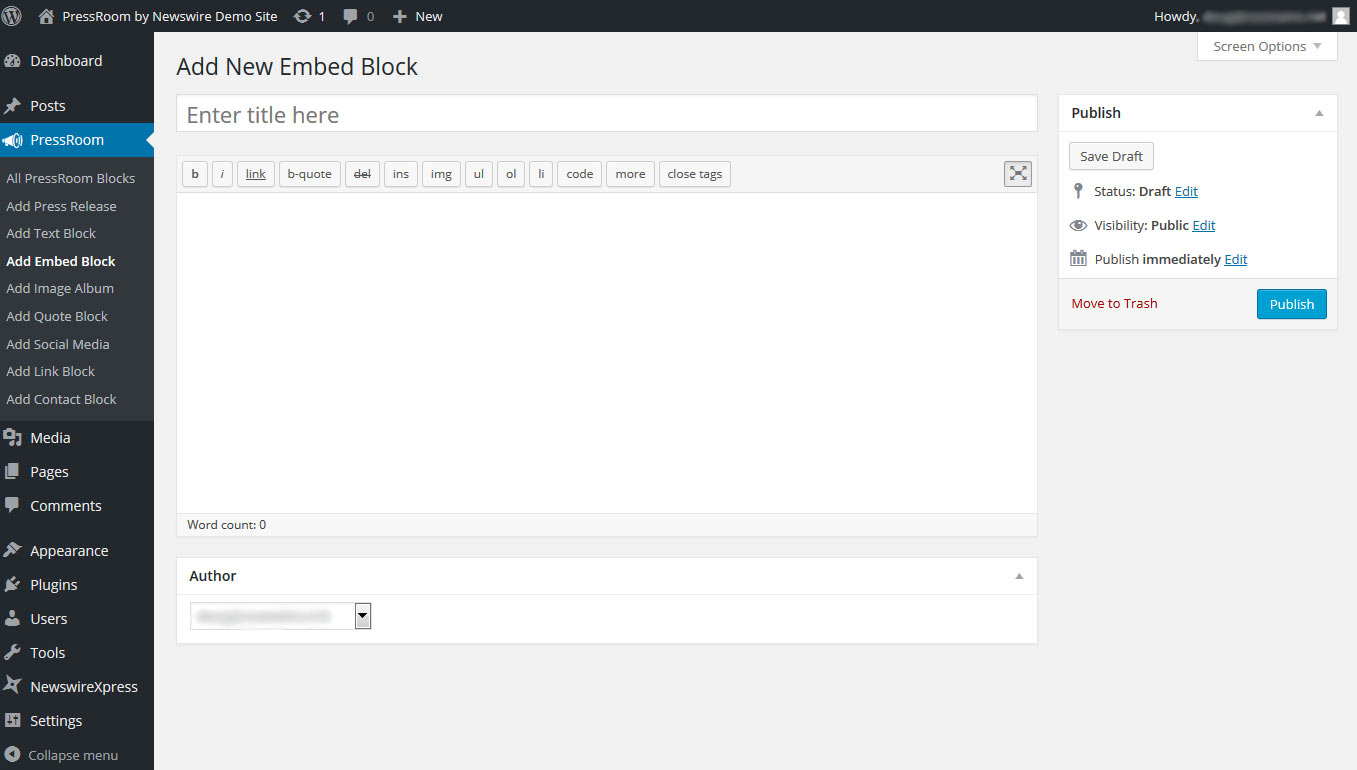 PressRoom by Newswire Demo Site 1 0 New Howdy,
Screen Options
Dashboard
Posts
PressRoom
All PressRoom Blocks
Add Press Release
Add Text Block
Add Embed Block
Add Image Album
Add Quote Block
Add Social Media
Add Link Block
Add Contact Block
Media
Pages
Comments
Appearance
Plugins
Users
Tools
NewswireXpress
Settings
Collapse menu
Add New Embed Block
Enter title here
b i link b-quote del ins img ul ol li code more close tags
Word count: 0
Author
Publish
Save Draft
Status: Draft Edit
Visibility: Public Edit
Publish immediately Edit
Move to Trash Publish